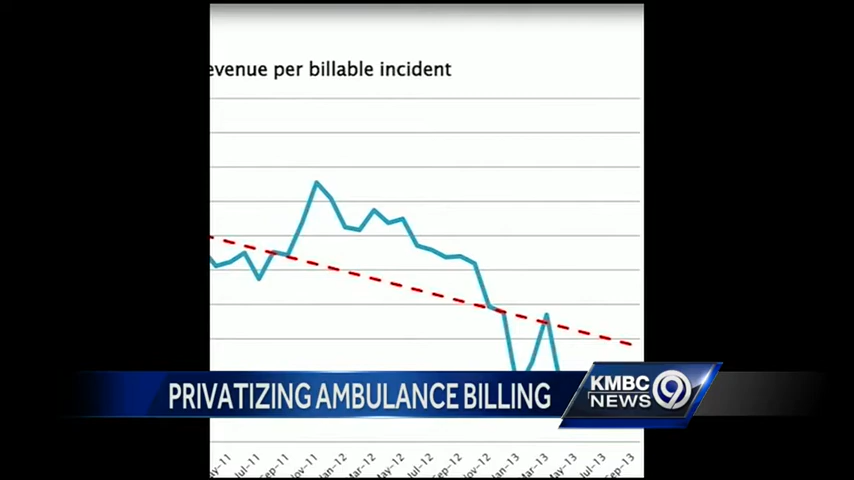 evenue per billable incident
PRIVATIZING AMBULANCE BILLING
KMBC 9
NEWS
ay-11 Jul-11 Sep-11 Nov-11 Jan-12 Mar-12 May-12 Jul-12 Sep-12 Nov-12 Jan-13 Mar-13 May-13 Jul-13 Sep-13